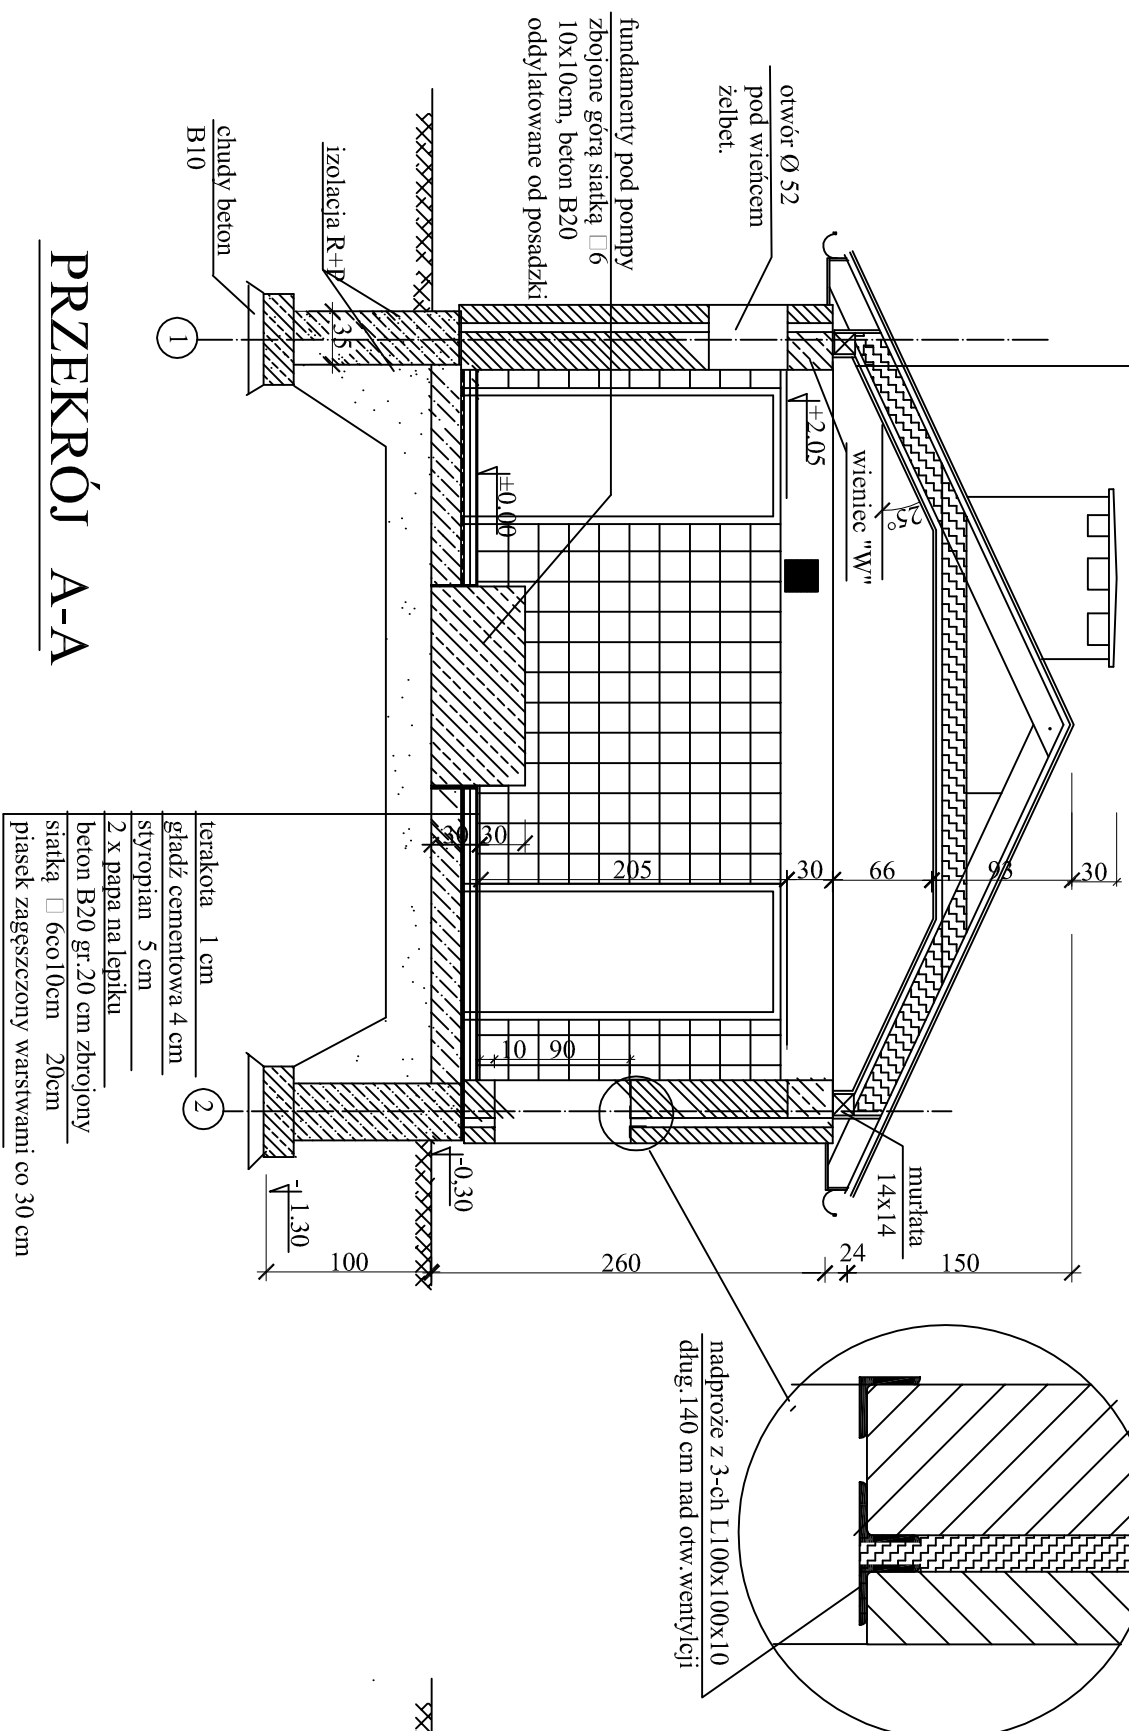 fundamenty pod pompy
zbojone górą siatką □6
10x10cm, beton B20
oddylatowane od posadzki
otwór Ø 52
pod wieńcem
żelbet.
izolacja R+P
chudy beton
B10
35
1
+2.05
wieniec "W"
25°
±0.00
30
30
205
30
66
93
30
10
90
2
-0,30
-1.30
murłata
14x14
100
260
24
150
nadproże z 3-ch L100x100x10
dług.140 cm nad otw.wentylcji
terakota 1 cm
gładź cementowa 4 cm
styropian 5 cm
2 x papa na lepiku
beton B20 gr.20 cm zbrojony
siatką □ 6co10cm 20cm
piasek zagęszczony warstwami co 30 cm
PRZEKRÓJ A-A